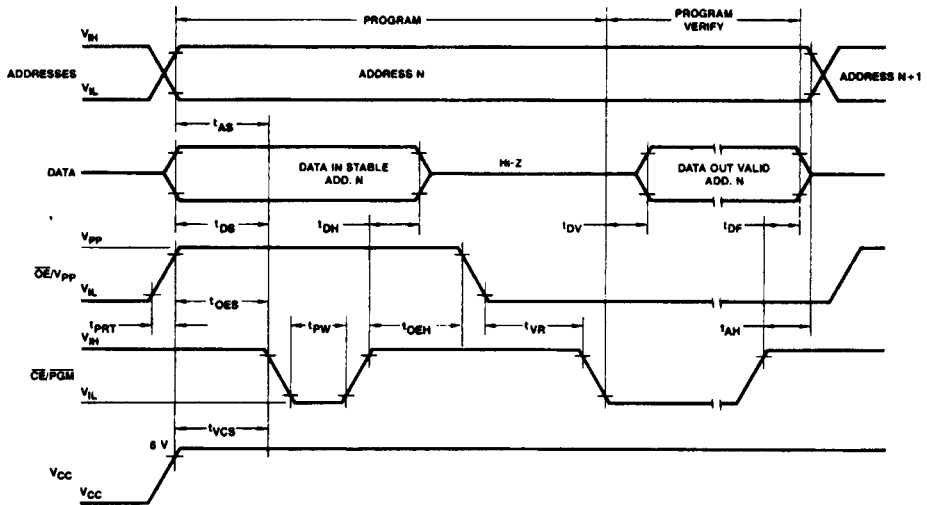 PROGRAM
PROGRAM
VERIFY
VIH
ADDRESSES
ADDRESS N
ADDRESS N + 1
VIL
tAS
DATA
DATA IN STABLE
ADD. N
HI-Z
DATA OUT VALID
ADD. N
tDS
tDH
tDV
tDF
VPP
OE/VPP
VIL
tOES
tPRT
tPW
tOEH
tVR
tAH
VIH
CE/PGM
VIL
tVCS
6 V
VCC
VCC